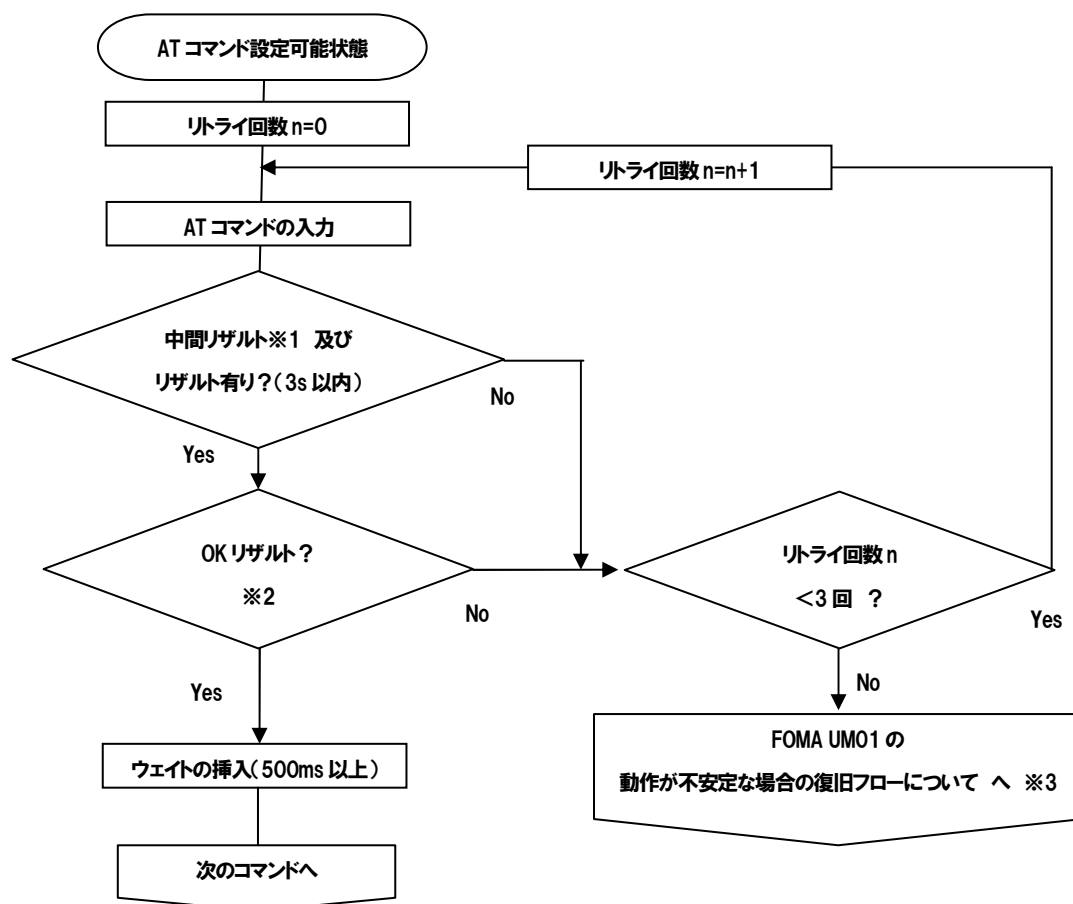 AT コマンド設定可能状態
リトライ回数 n=0
リトライ回数 n=n+1
AT コマンドの入力
中間リザルト※1 及び
リザルト有り？(3s 以内)
No
Yes
OK リザルト？
※2
No
リトライ回数 n
＜3 回 ？
Yes
Yes
No
ウェイトの挿入(500ms 以上)
FOMA UM01 の
動作が不安定な場合の復旧フローについて へ ※3
次のコマンドへ